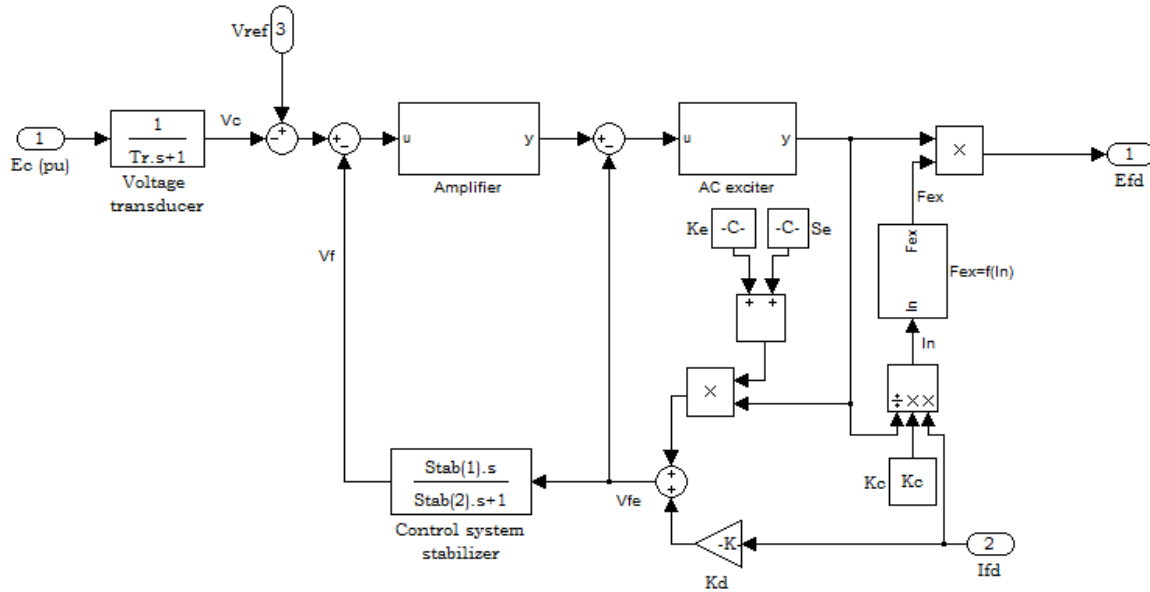 Vref 3
1
Ec (pu)
1
Tr.s+1
Voltage
transducer
Vc
- +
+ -
u y
Amplifier
+ -
u y
AC exciter
×
1
Efd
Fex
Fex
In
Fex=f(In)
In
Ke -C- -C- Se
+ +
×
÷××
Vf
Stab(1).s
Stab(2).s+1
Control system
stabilizer
Vfe
+
+
Kc Kc
-K-
Kd
2
Ifd